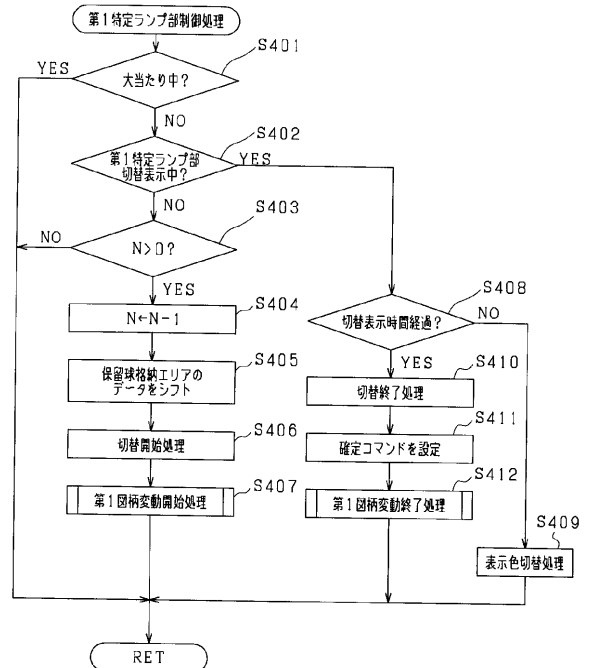 第1特定ランプ部制御処理
S401
YES
大当たり中？
NO
S402
第1特定ランプ部
切替表示中？
YES
NO
S403
NO
N>0？
YES
S404
N←N-1
S405
保留球格納エリアの
データをシフト
S406
切替開始処理
S407
第1図柄変動開始処理
S408
切替表示時間経過？
NO
YES
S410
切替終了処理
S411
確定コマンドを設定
S412
第1図柄変動終了処理
S409
表示色切替処理
RET